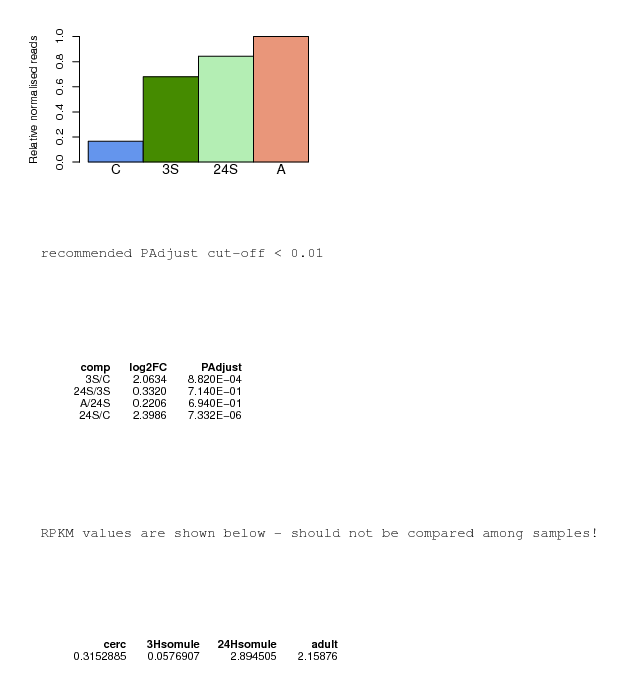 Relative normalised reads
1.0
0.8
0.6
0.4
0.2
0.0
C 3S 24S A
recommended PAdjust cut-off < 0.01
comp log2FC PAdjust
3S/C 2.0634 8.820E−04
24S/3S 0.3320 7.140E−01
A/24S 0.2206 6.940E−01
24S/C 2.3986 7.332E−06
RPKM values are shown below - should not be compared among samples!
cerc 3Hsomule 24Hsomule adult
0.3152885 0.0576907 2.894505 2.15876